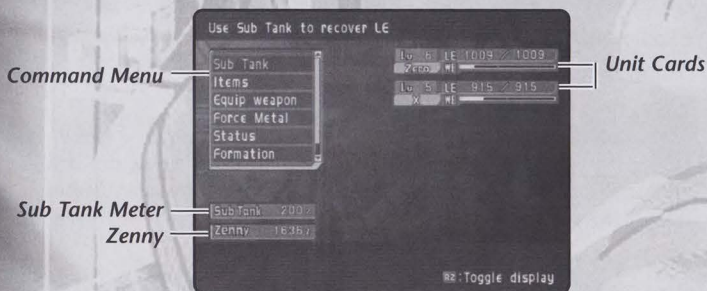 Use Sub Tank to recover LE
Command Menu
Sub Tank
Items
Equip weapon
Force Metal
Status
Formation
Lv 6 LE 1009 / 1009
Zero WE
Lv 5 LE 915 / 915
X WE
Unit Cards
Sub Tank Meter
Sub Tank 200%
Zenny
Zenny 1636z
R2:Toggle display